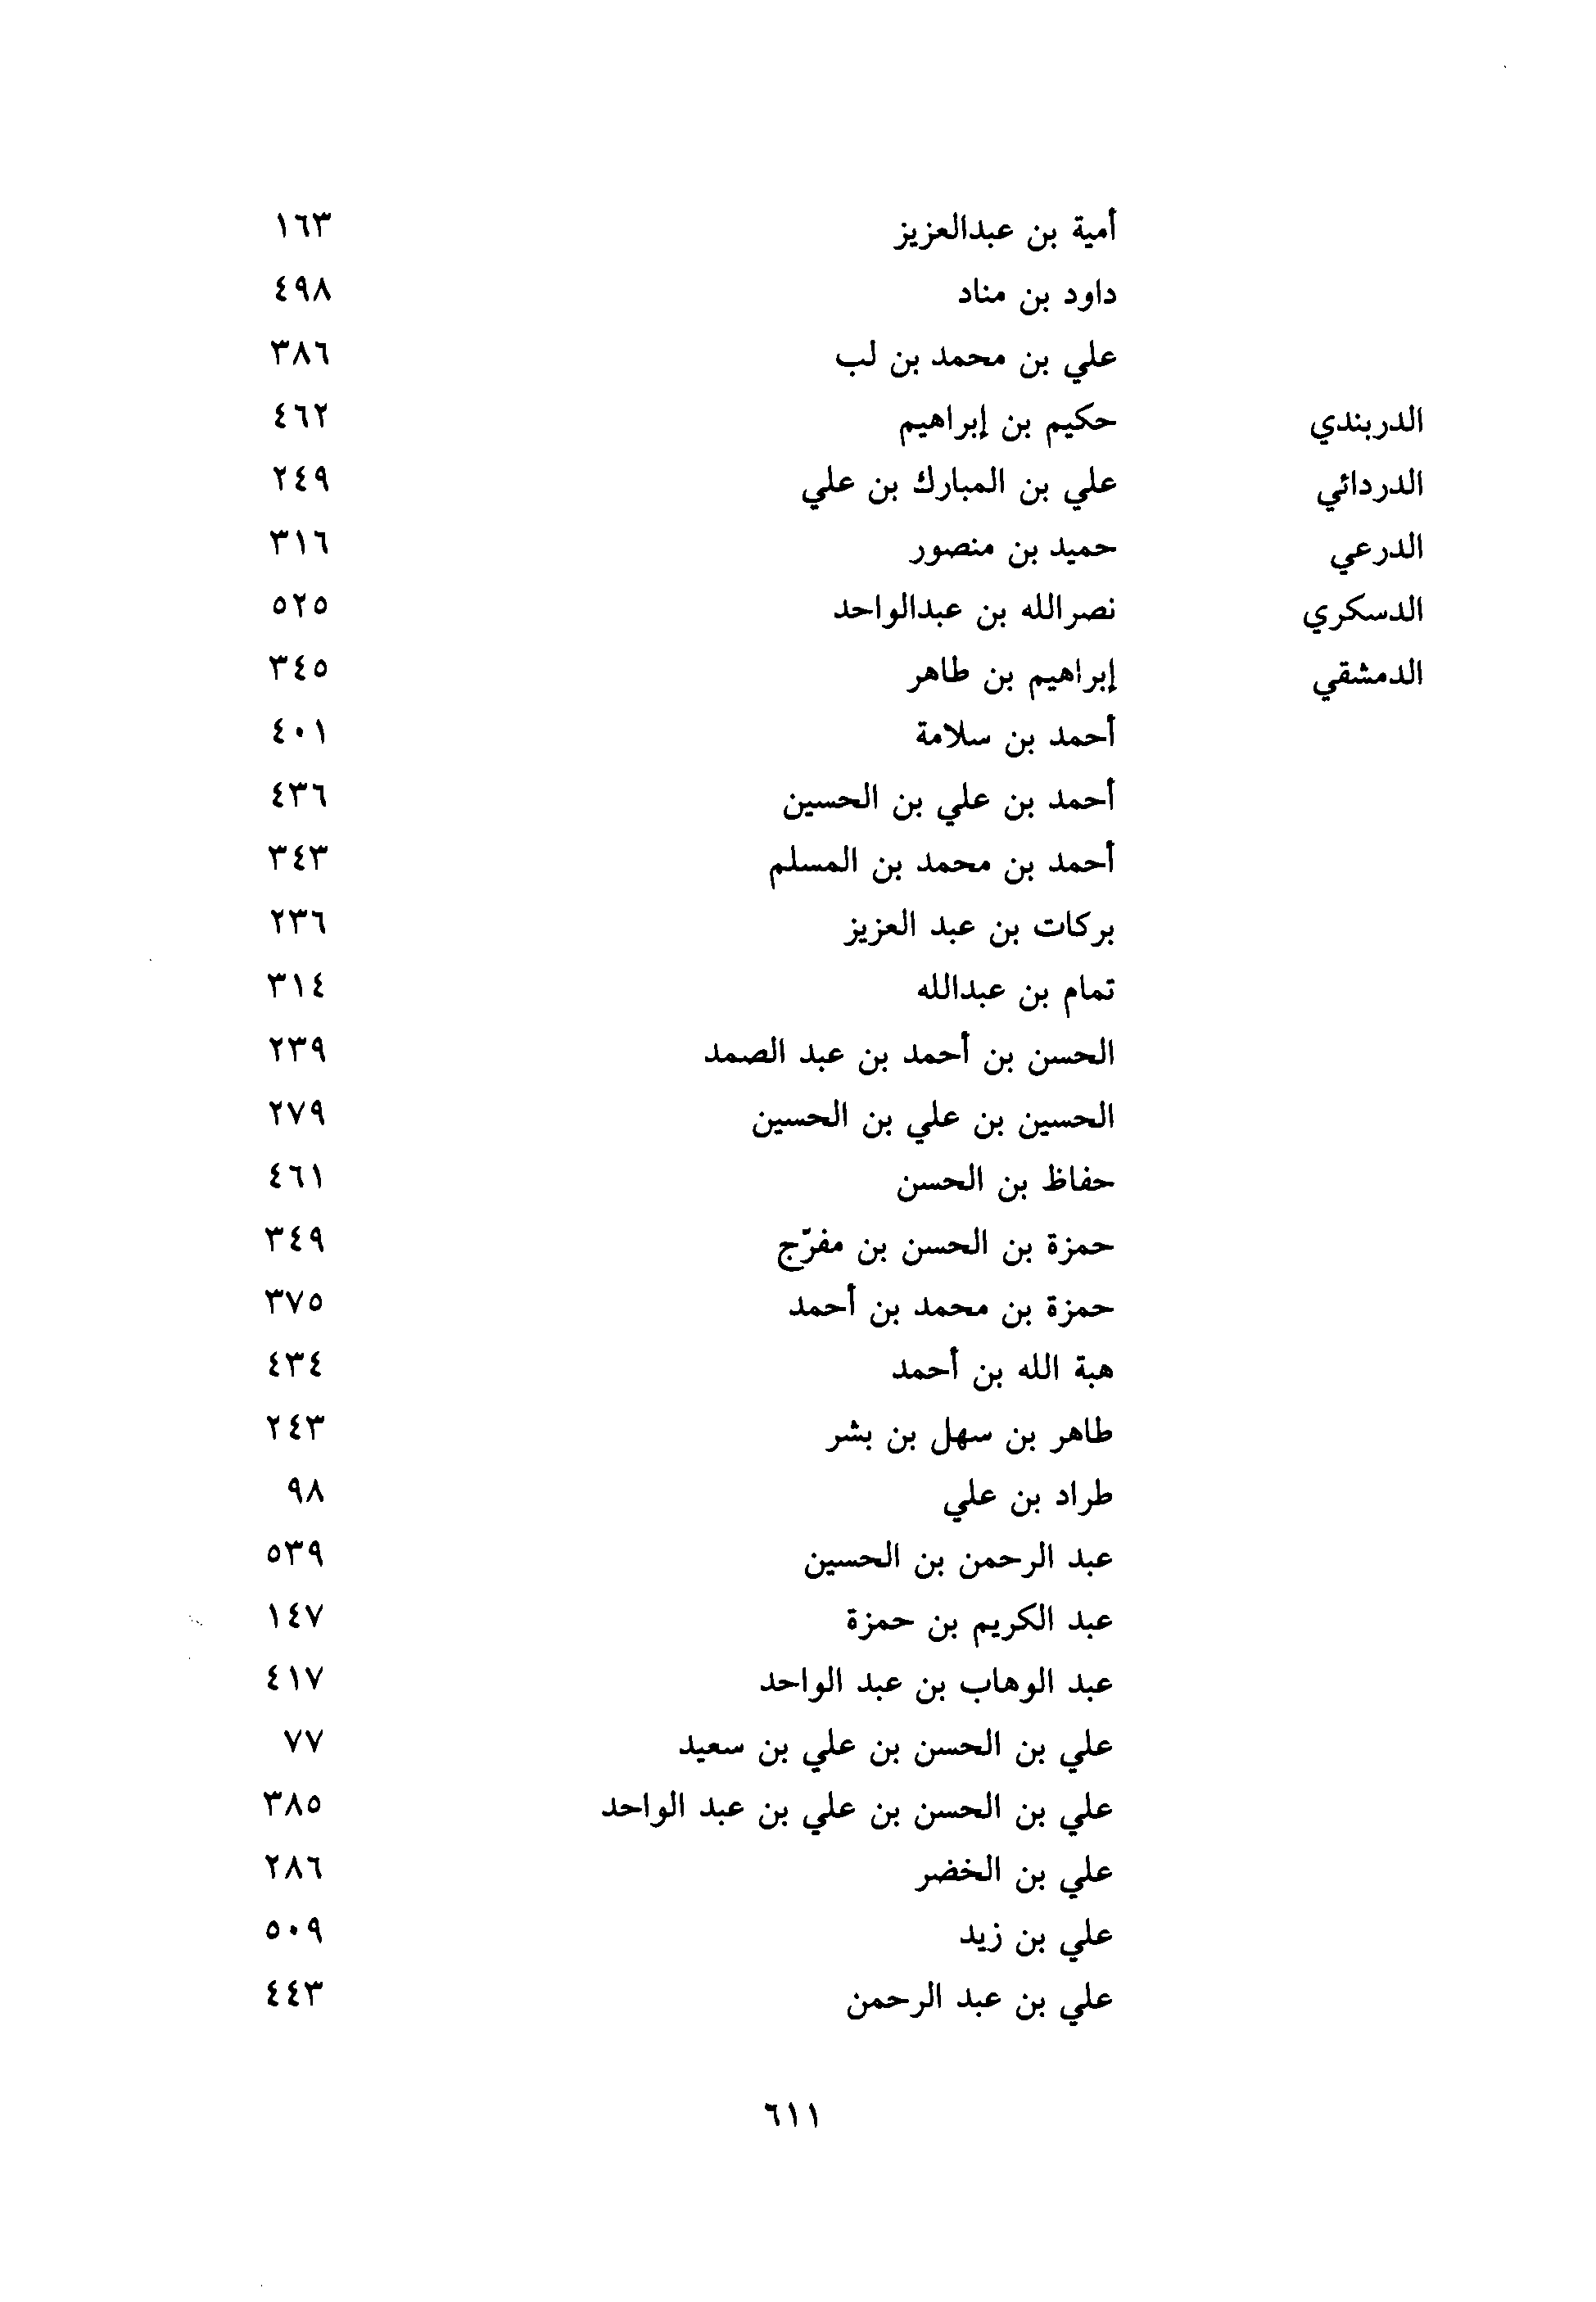 أمية بن عبدالعزيز ١٦٣
داود بن مناد ٤٩٨
علي بن محمد بن لب ٣٨٦
الدربندي حكيم بن إبراهيم ٤٦٢
الدردائي علي بن المبارك بن علي ٢٤٩
الدرعي حميد بن منصور ٣١٦
الدسكري نصرالله بن عبدالواحد ٥٢٥
الدمشقي إبراهيم بن طاهر ٣٤٥
أحمد بن سلامة ٤٠١
أحمد بن علي بن الحسين ٤٣٦
أحمد بن محمد بن المسلم ٣٤٣
بركات بن عبد العزيز ٢٣٦
تمام بن عبدالله ٣١٤
الحسن بن أحمد بن عبد الصمد ٢٣٩
الحسين بن علي بن الحسين ٢٧٩
حفاظ بن الحسن ٤٦١
حمزة بن الحسن بن مفرّج ٣٤٩
حمزة بن محمد بن أحمد ٣٧٥
هبة الله بن أحمد ٤٣٤
طاهر بن سهل بن بشر ٢٤٣
طراد بن علي ٩٨
عبد الرحمن بن الحسين ٥٣٩
عبد الكريم بن حمزة ١٤٧
عبد الوهاب بن عبد الواحد ٤١٧
علي بن الحسن بن علي بن سعيد ٧٧
علي بن الحسن بن علي بن عبد الواحد ٣٨٥
علي بن الخضر ٢٨٦
علي بن زيد ٥٠٩
علي بن عبد الرحمن ٤٤٣
٦١١